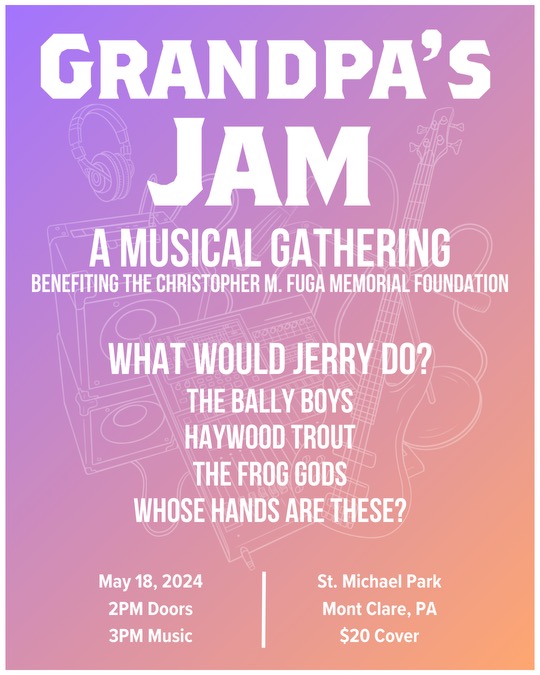 GRANDPA'S
JAM
A MUSICAL GATHERING
BENEFITING THE CHRISTOPHER M. FUGA MEMORIAL FOUNDATION
WHAT WOULD JERRY DO?
THE BALLY BOYS
HAYWOOD TROUT
THE FROG GODS
WHOSE HANDS ARE THESE?
May 18, 2024
2PM Doors
3PM Music
St. Michael Park
Mont Clare, PA
$20 Cover